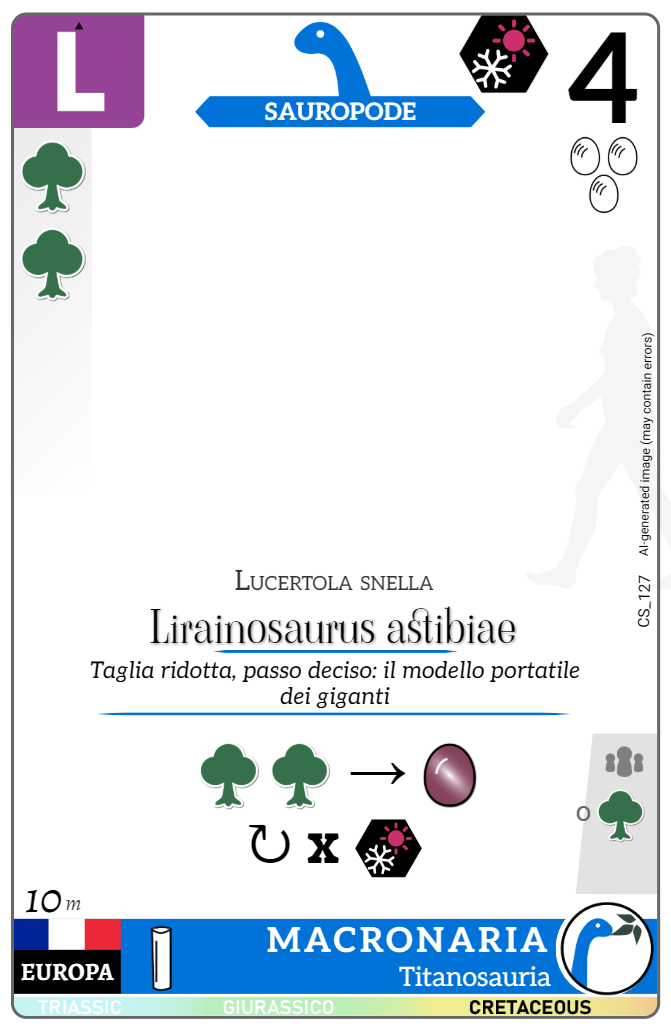 L
SAUROPODE
4
AI-generated image (may contain errors)
CS_127
Lucertola snella
Lirainosaurus astibiae
Taglia ridotta, passo deciso: il modello portatile
dei giganti
→
o
↻ x
10 m
MACRONARIA
EUROPA
Titanosauria
TRIASSIC GIURASSICO CRETACEOUS